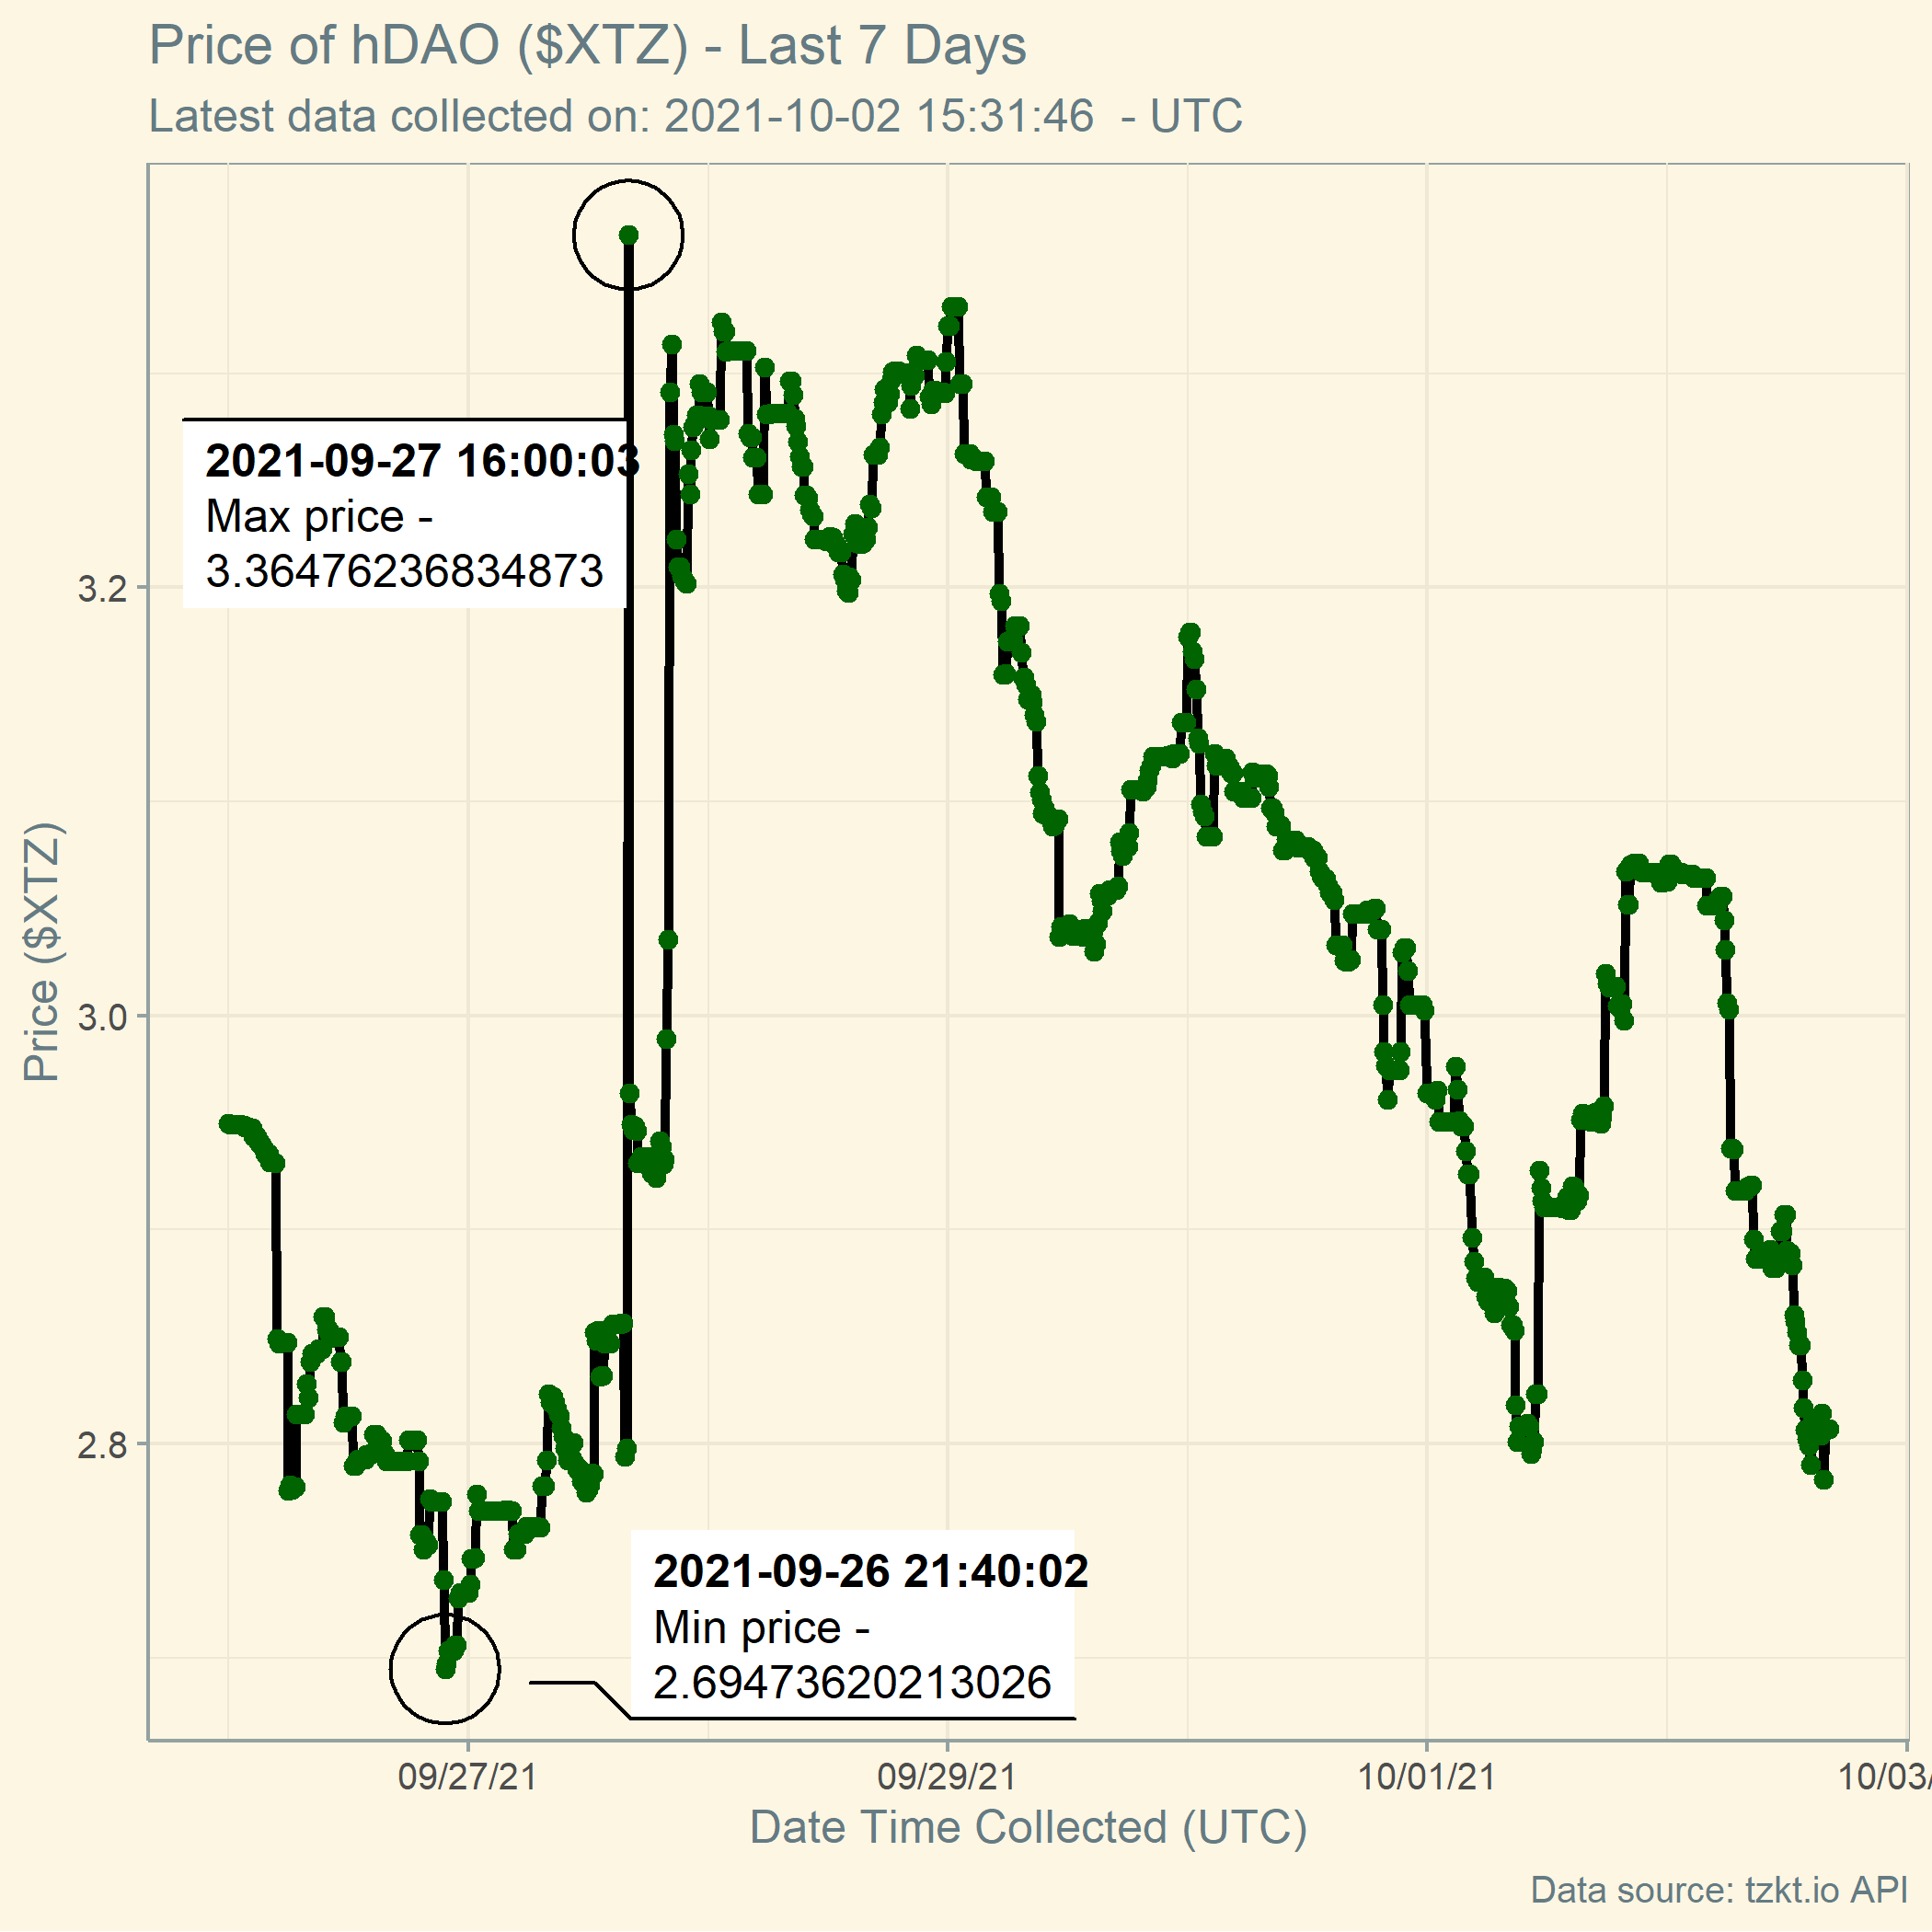 Price of hDAO ($XTZ) - Last 7 Days
Latest data collected on: 2021-10-02 15:31:46  - UTC
2021-09-27 16:00:03
Max price -
3.36476236834873
3.2
3.0
2.8
Price ($XTZ)
2021-09-26 21:40:02
Min price -
2.69473620213026
09/27/21
09/29/21
10/01/21
10/03/
Date Time Collected (UTC)
Data source: tzkt.io API